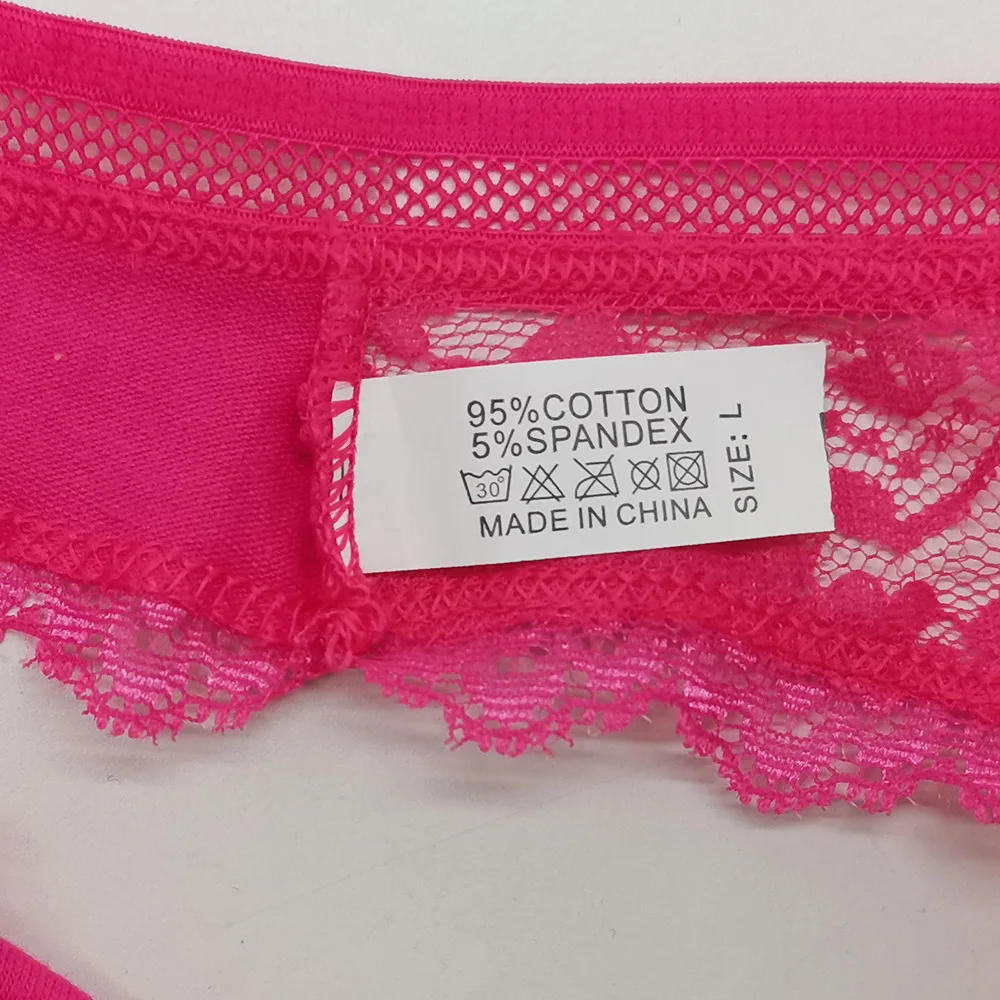 95%COTTON
5%SPANDEX
30°
MADE IN CHINA
SIZE: L